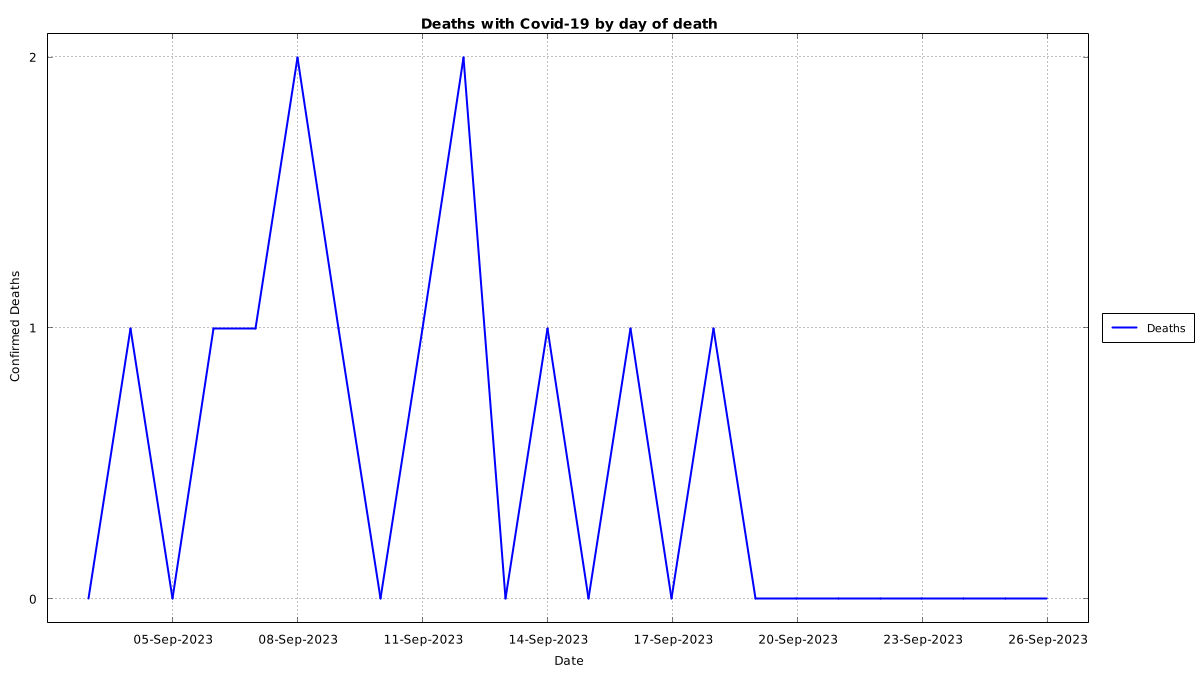 Deaths with Covid-19 by day of death
Confirmed Deaths
2
1
0
05-Sep-2023 08-Sep-2023 11-Sep-2023 14-Sep-2023 17-Sep-2023 20-Sep-2023 23-Sep-2023 26-Sep-2023
Date
Deaths